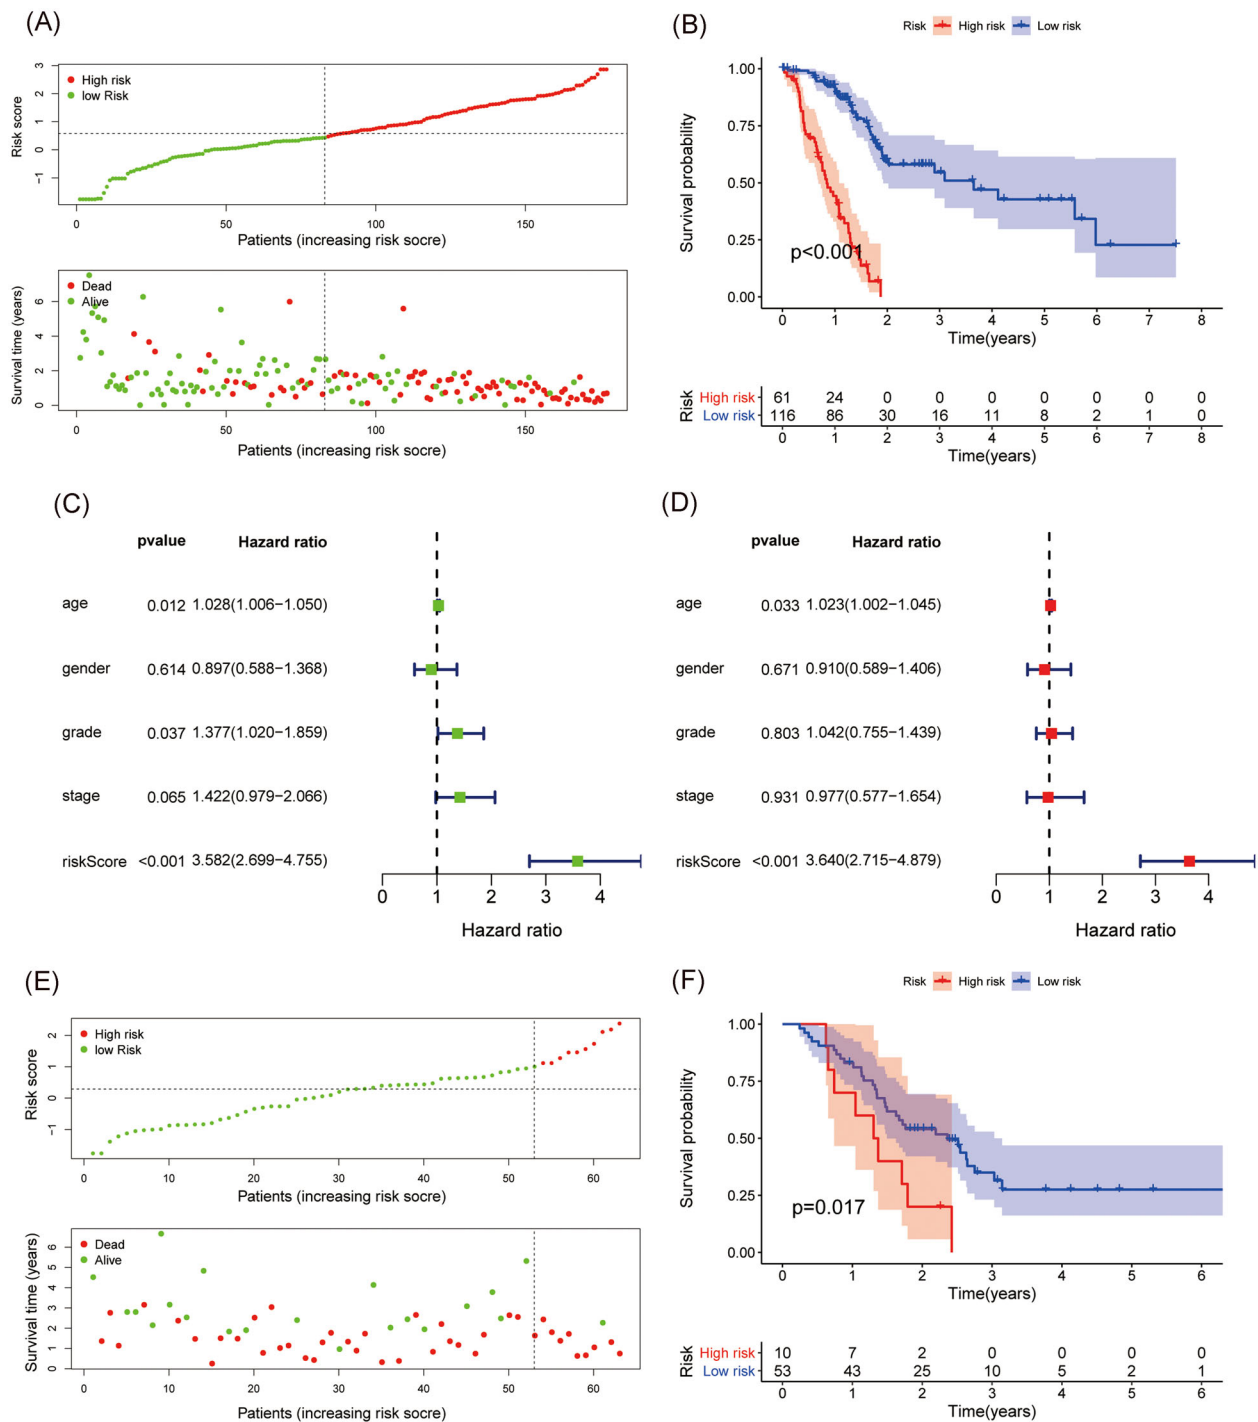 (A)
High risk
low Risk
Risk score
3
2
1
0
−1
0 50 100 150
Patients (increasing risk socre)
Dead
Alive
Survival time (years)
6
4
2
0
0 50 100 150
Patients (increasing risk socre)
(B)
Risk High risk Low risk
Survival probability
1.00
0.75
0.50
0.25
0.00
p<0.001
0 1 2 3 4 5 6 7 8
Time(years)
Risk
High risk 61 24 0 0 0 0 0 0 0
Low risk 116 86 30 16 11 8 2 1 0
0 1 2 3 4 5 6 7 8
Time(years)
(C)
pvalue Hazard ratio
age 0.012 1.028(1.006−1.050)
gender 0.614 0.897(0.588−1.368)
grade 0.037 1.377(1.020−1.859)
stage 0.065 1.422(0.979−2.066)
riskScore <0.001 3.582(2.699−4.755)
0 1 2 3 4
Hazard ratio
(D)
pvalue Hazard ratio
age 0.033 1.023(1.002−1.045)
gender 0.671 0.910(0.589−1.406)
grade 0.803 1.042(0.755−1.439)
stage 0.931 0.977(0.577−1.654)
riskScore <0.001 3.640(2.715−4.879)
0 1 2 3 4
Hazard ratio
(E)
High risk
low Risk
Risk score
2
1
0
−1
0 10 20 30 40 50 60
Patients (increasing risk socre)
Dead
Alive
Survival time (years)
6
5
4
3
2
1
0
0 10 20 30 40 50 60
Patients (increasing risk socre)
(F)
Risk High risk Low risk
Survival probability
1.00
0.75
0.50
0.25
0.00
p=0.017
0 1 2 3 4 5 6
Time(years)
Risk
High risk 10 7 2 0 0 0 0
Low risk 53 43 25 10 5 2 1
0 1 2 3 4 5 6
Time(years)